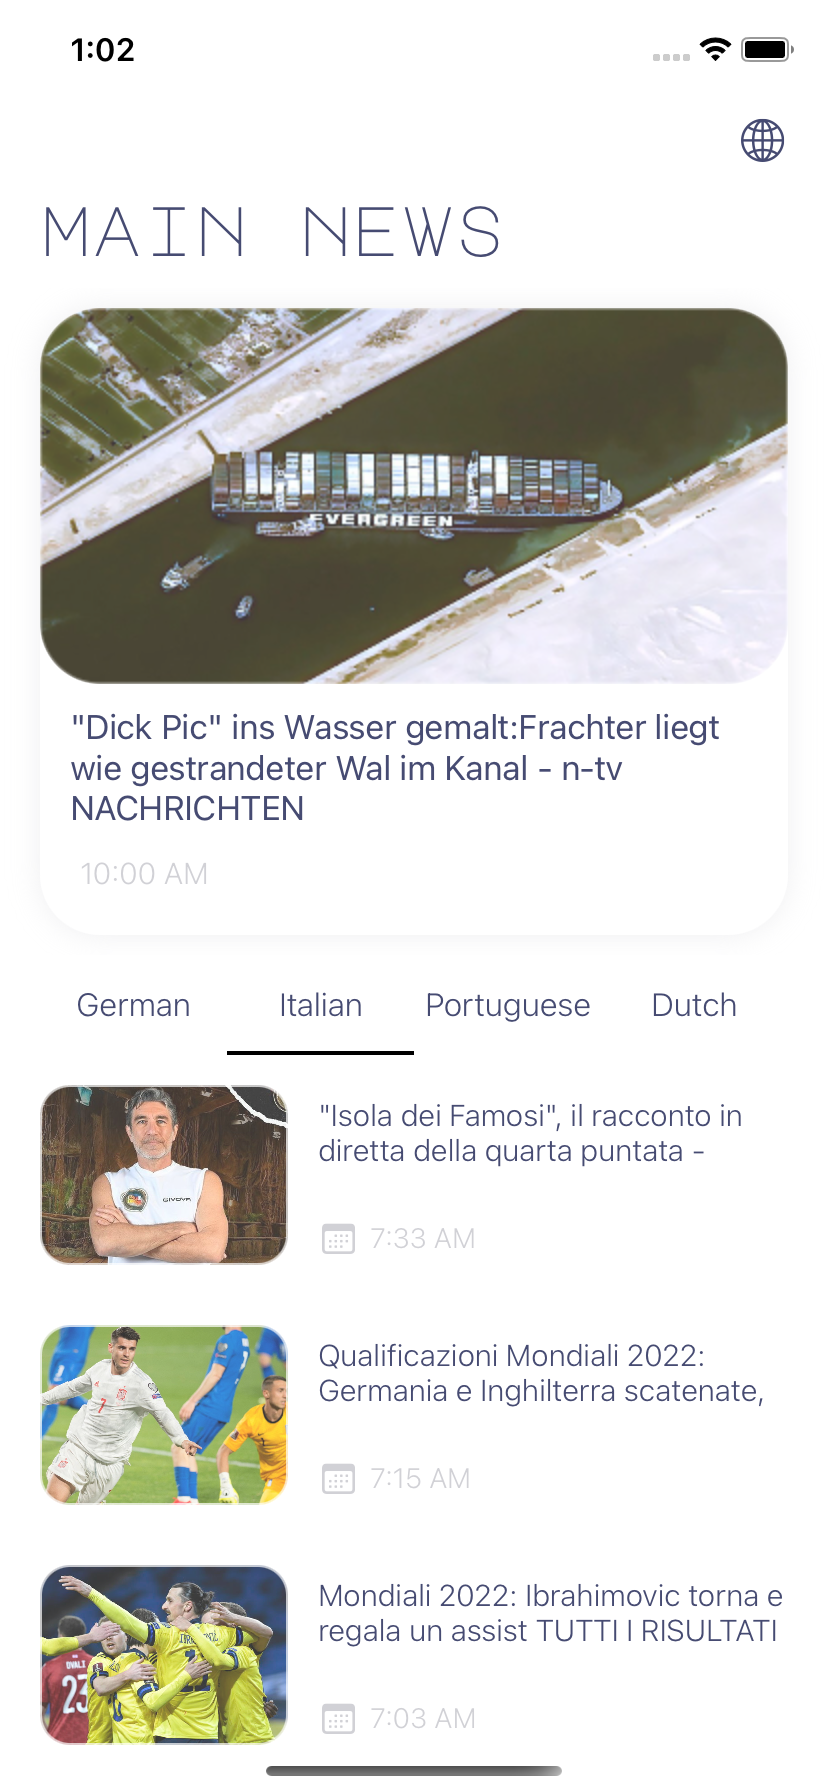 1:02
MAIN NEWS
EVERGREEN
"Dick Pic" ins Wasser gemalt:Frachter liegt
wie gestrandeter Wal im Kanal - n-tv
NACHRICHTEN
10:00 AM
German Italian Portuguese Dutch
GIVOVA
"Isola dei Famosi", il racconto in
diretta della quarta puntata -
7:33 AM
7
Qualificazioni Mondiali 2022:
Germania e Inghilterra scatenate,
7:15 AM
23
Mondiali 2022: Ibrahimovic torna e
regala un assist TUTTI I RISULTATI
7:03 AM